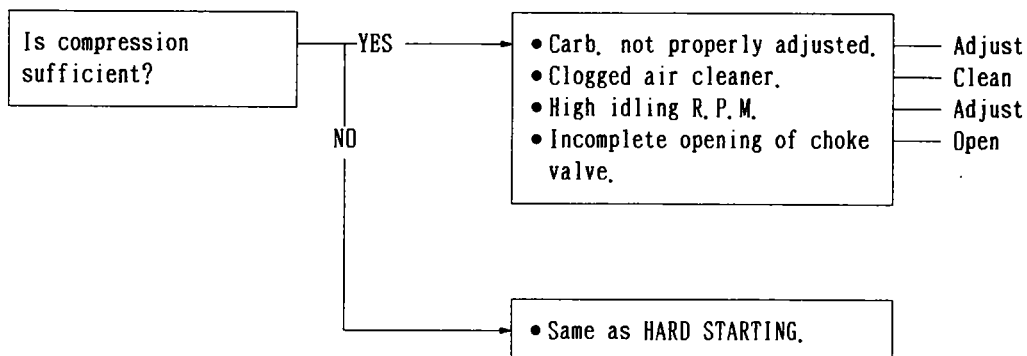 Is compression
sufficient?
YES
NO
● Carb. not properly adjusted.
● Clogged air cleaner.
● High idling R.P.M.
● Incomplete opening of choke
valve.
Adjust
Clean
Adjust
Open
● Same as HARD STARTING.